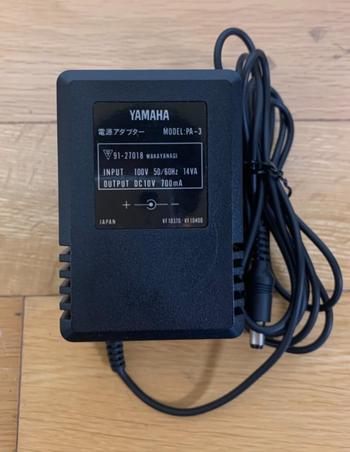 YAMAHA
電源アダプター MODEL:PA-3
91-27018 WAKAYANAGI
INPUT 100V 50/60Hz 14VA
OUTPUT DC10V 700mA
+ -
JAPAN